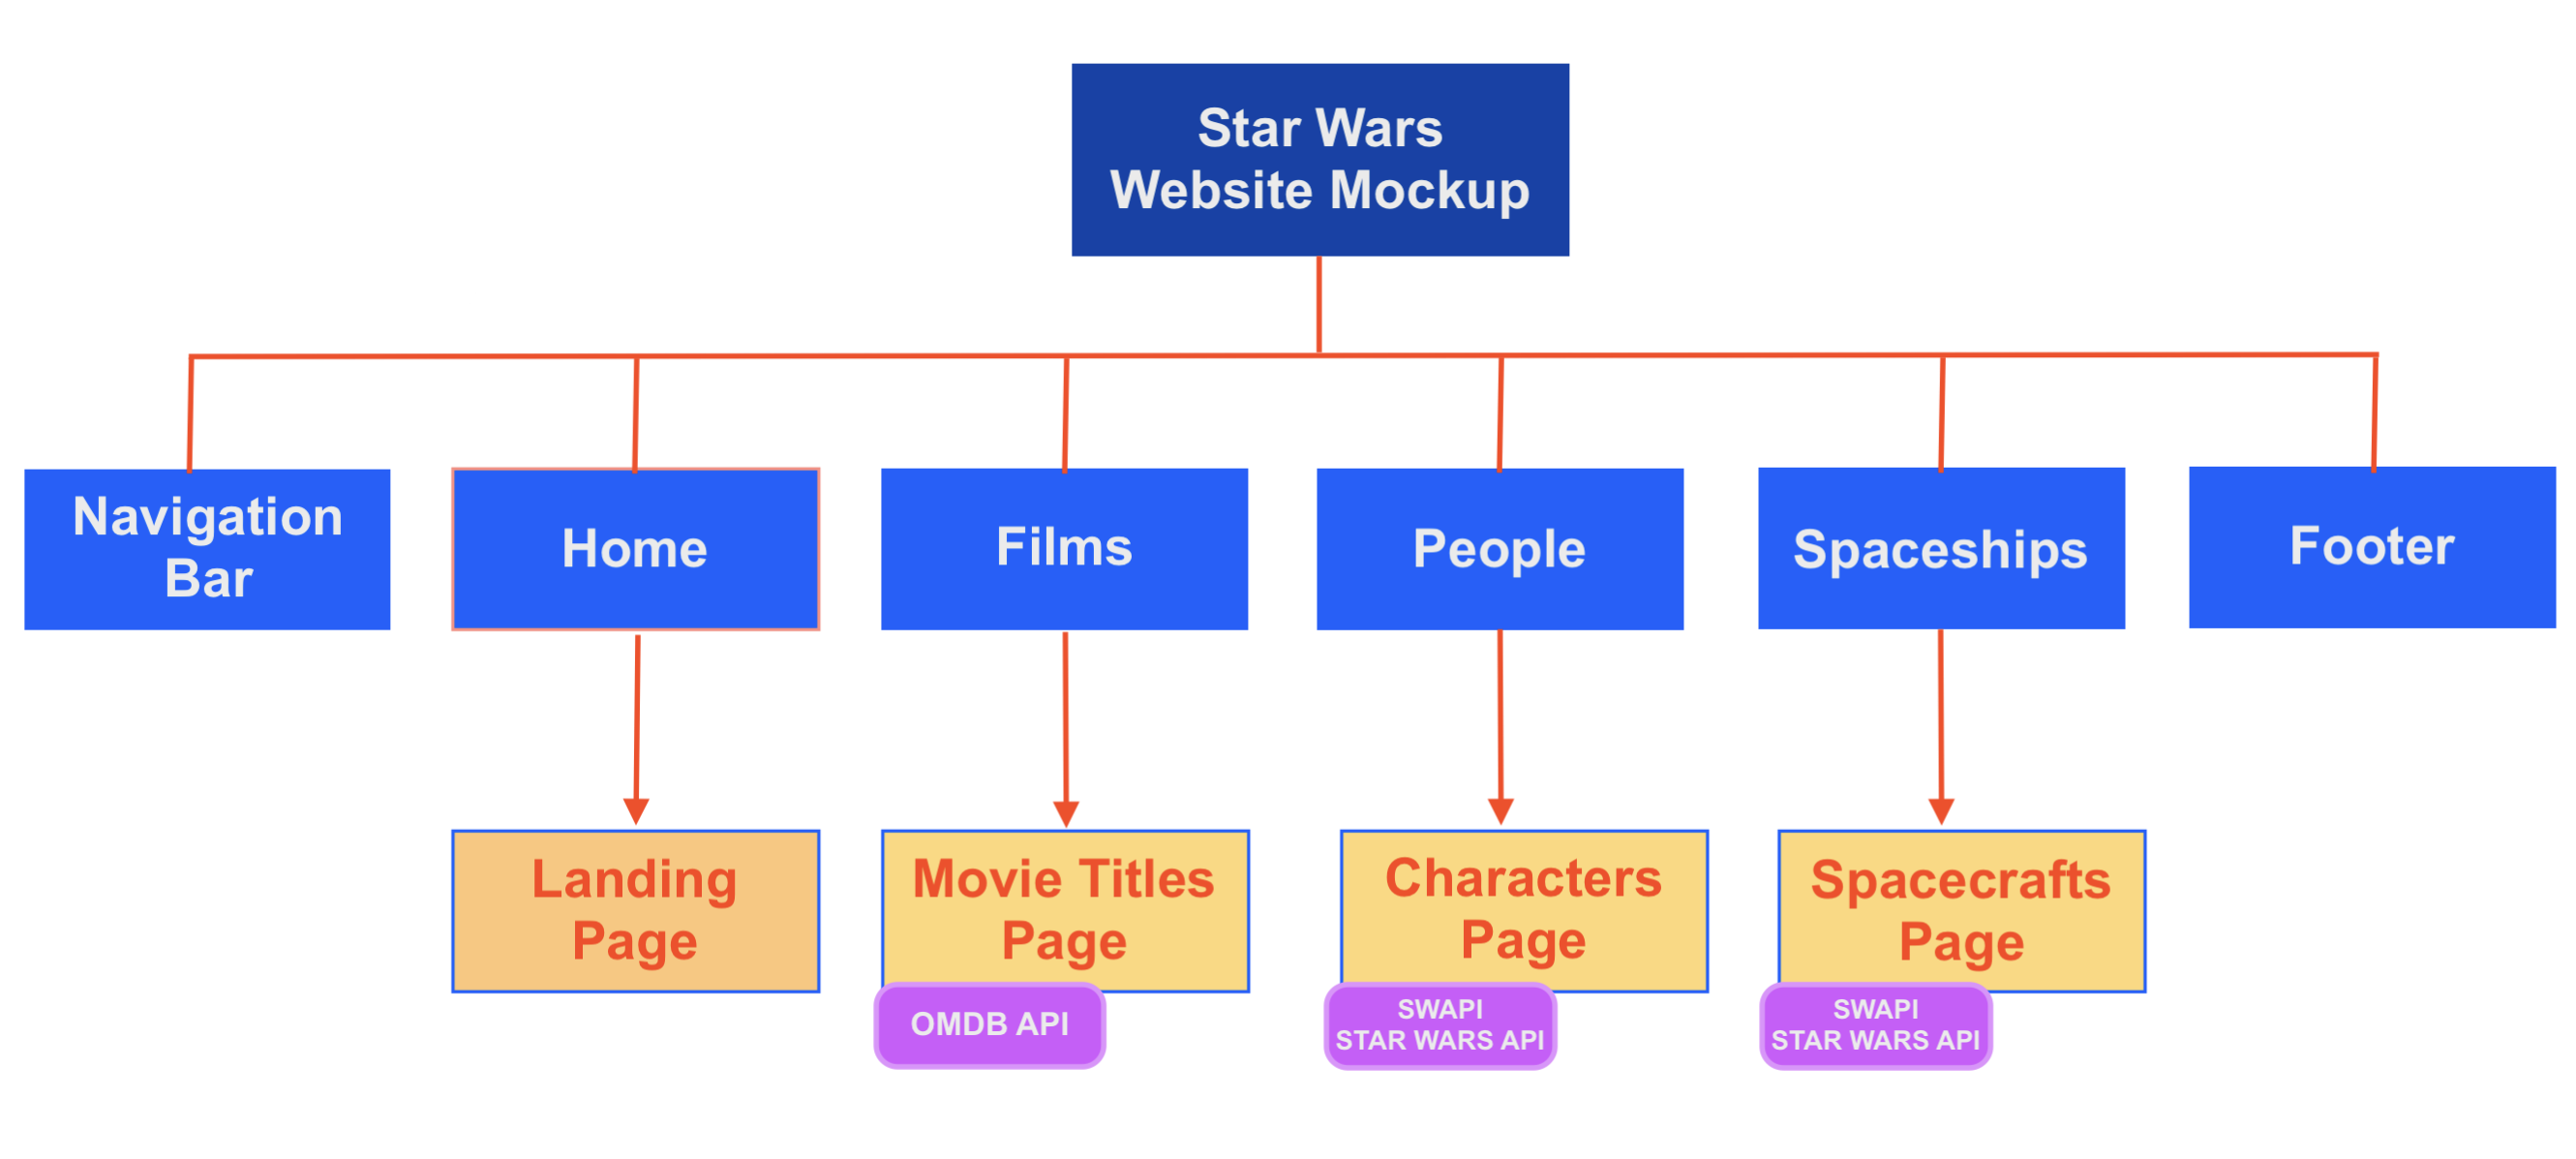 Star Wars
Website Mockup
Navigation
Bar
Home
Films
People
Spaceships
Footer
Landing
Page
Movie Titles
Page
Characters
Page
Spacecrafts
Page
OMDB API
SWAPI
STAR WARS API
SWAPI
STAR WARS API